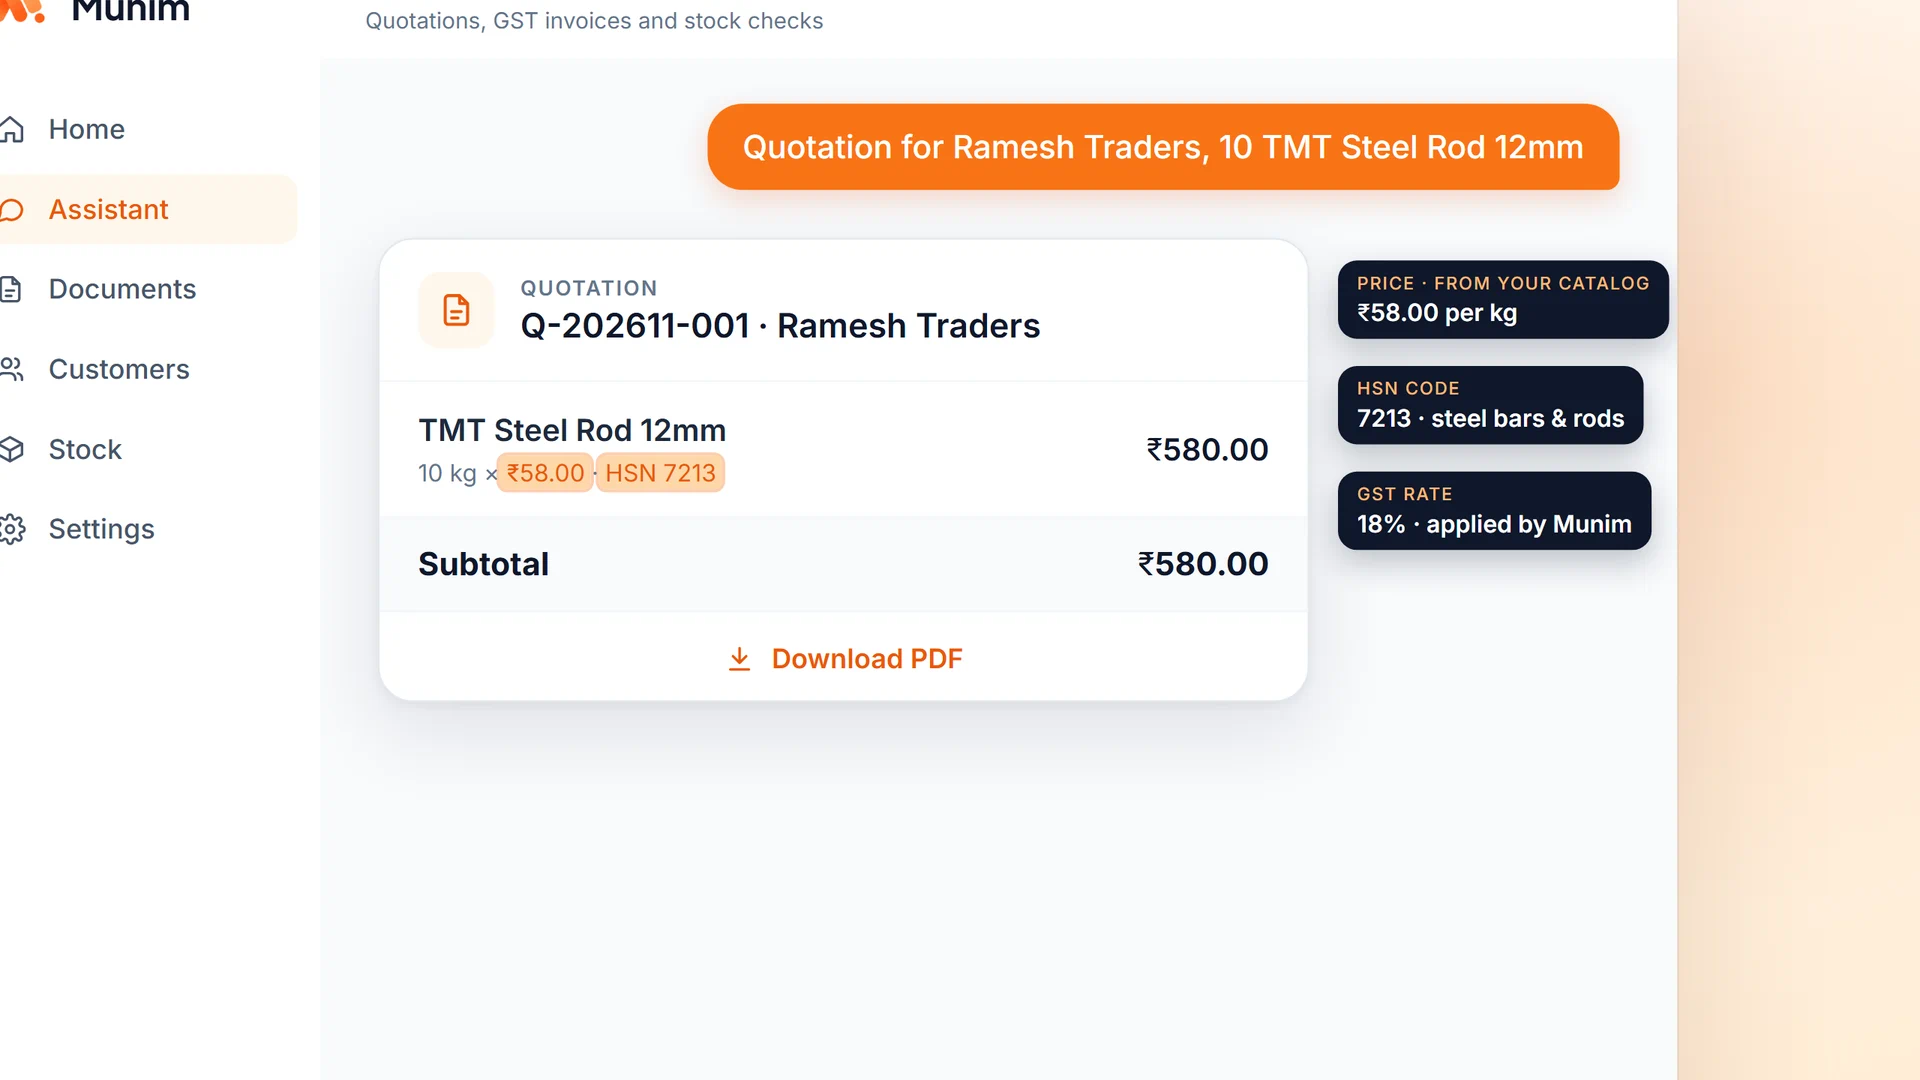 Munim
Quotations, GST invoices and stock checks
Home
Assistant
Documents
Customers
Stock
Settings
Quotation for Ramesh Traders, 10 TMT Steel Rod 12mm
QUOTATION
Q-202611-001 · Ramesh Traders
TMT Steel Rod 12mm
10 kg × ₹58.00 · HSN 7213
₹580.00
Subtotal
₹580.00
Download PDF
PRICE · FROM YOUR CATALOG
₹58.00 per kg
HSN CODE
7213 · steel bars & rods
GST RATE
18% · applied by Munim